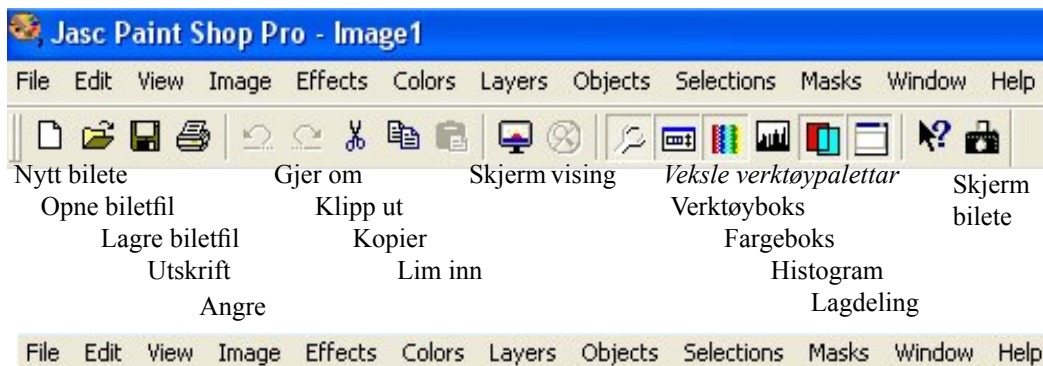 Jasc Paint Shop Pro - Image1
File Edit View Image Effects Colors Layers Objects Selections Masks Window Help
Nytt bilete Gjer om Skjerm vising Veksle verktøypalettar Skjerm
Opne biletfil Klipp ut Verktøyboks bilete
Lagre biletfil Kopier Fargeboks
Utskrift Lim inn Histogram
Angre Lagdeling
File Edit View Image Effects Colors Layers Objects Selections Masks Window Help